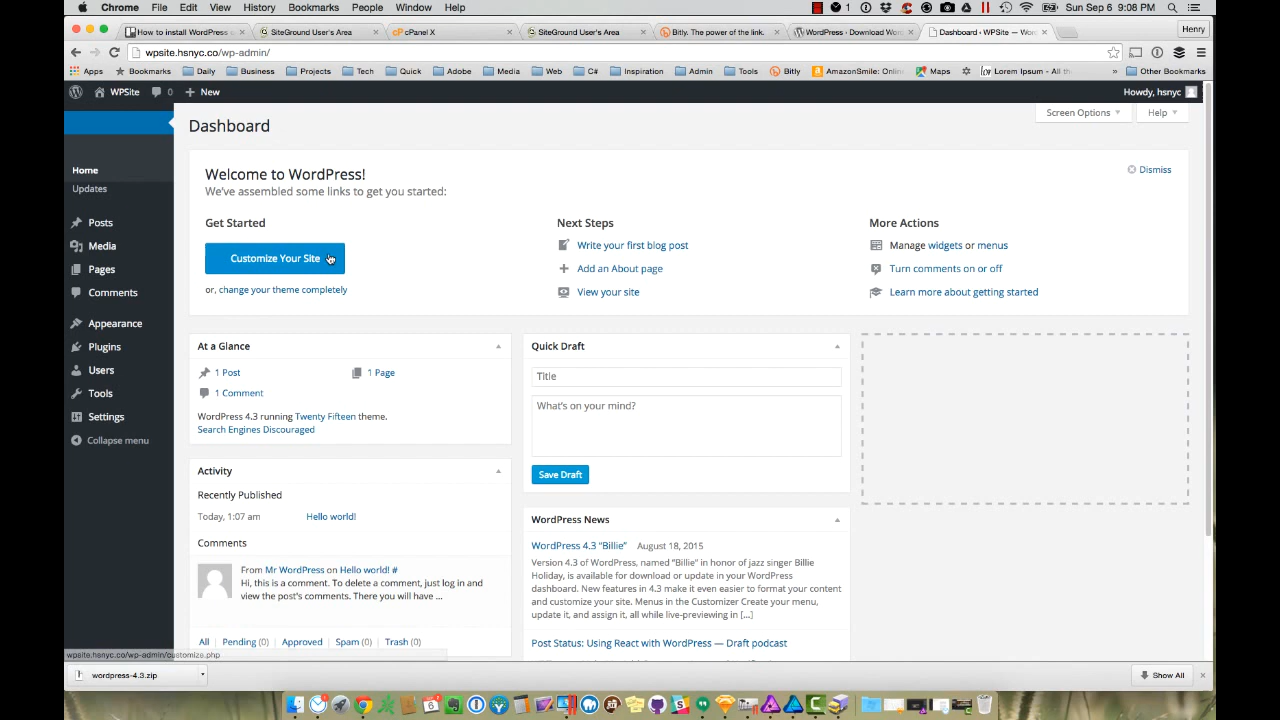 Chrome File Edit View History Bookmarks People Window Help
1 Sun Sep 6 9:08 PM
How to install WordPress o SiteGround User's Area cPanel X SiteGround User's Area Bitly. The power of the link. WordPress › Download Wor Dashboard ‹ WPSite — Wor Henry
wpsite.hsnyc.co/wp-admin/
Apps Bookmarks Daily Business Projects Tech Quick Adobe Media Web C# Inspiration Admin Tools Bitly AmazonSmile: Onli Maps Lorem Ipsum - All th » Other Bookmarks
WPSite 0 + New Howdy, hsnyc
Dashboard
Screen Options Help
Home
Updates
Posts
Media
Pages
Comments
Appearance
Plugins
Users
Tools
Settings
Collapse menu
Welcome to WordPress!
We've assembled some links to get you started:
Dismiss
Get Started
Customize Your Site
or, change your theme completely
Next Steps
Write your first blog post
Add an About page
View your site
More Actions
Manage widgets or menus
Turn comments on or off
Learn more about getting started
At a Glance
1 Post 1 Page
1 Comment
WordPress 4.3 running Twenty Fifteen theme.
Search Engines Discouraged
Activity
Recently Published
Today, 1:07 am Hello world!
Comments
From Mr WordPress on Hello world! #
Hi, this is a comment. To delete a comment, just log in and
view the post's comments. There you will have ...
All | Pending (0) | Approved | Spam (0) | Trash (0)
Quick Draft
Title
What's on your mind?
Save Draft
WordPress News
WordPress 4.3 “Billie” August 18, 2015
Version 4.3 of WordPress, named “Billie” in honor of jazz singer Billie
Holiday, is available for download or update in your WordPress
dashboard. New features in 4.3 make it even easier to format your content
and customize your site. Menus in the Customizer Create your menu,
update it, and assign it, all while live-previewing in […]
Post Status: Using React with WordPress — Draft podcast
wpsite.hsnyc.co/wp-admin/customize.php
wordpress-4.3.zip
Show All